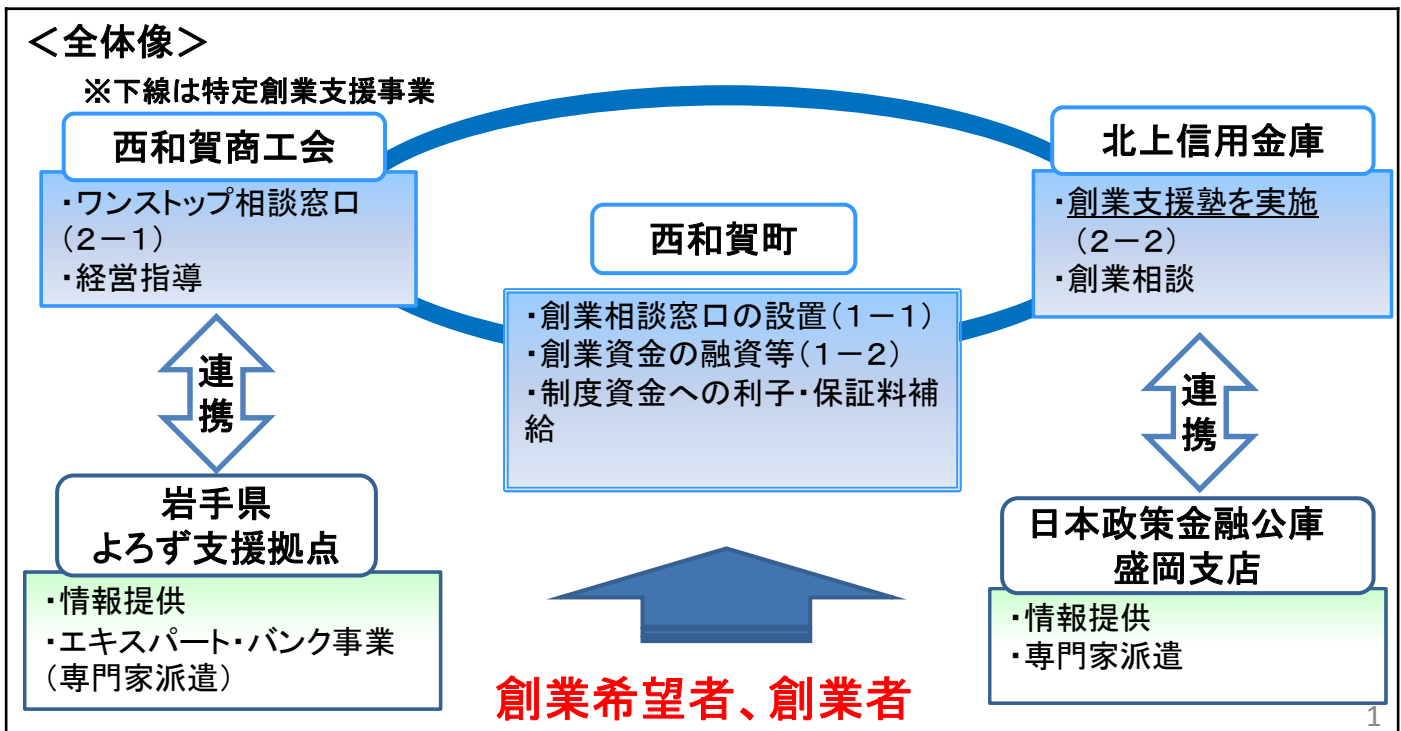 ＜全体像＞
※下線は特定創業支援事業
西和賀商工会
・ワンストップ相談窓口
（２－１）
・経営指導
連
携
岩手県
よろず支援拠点
・情報提供
・エキスパート・バンク事業
（専門家派遣）
西和賀町
・創業相談窓口の設置（１－１）
・創業資金の融資等（１－２）
・制度資金への利子・保証料補
給
創業希望者、創業者
北上信用金庫
・創業支援塾を実施
（２－２）
・創業相談
連
携
日本政策金融公庫
盛岡支店
・情報提供
・専門家派遣
1